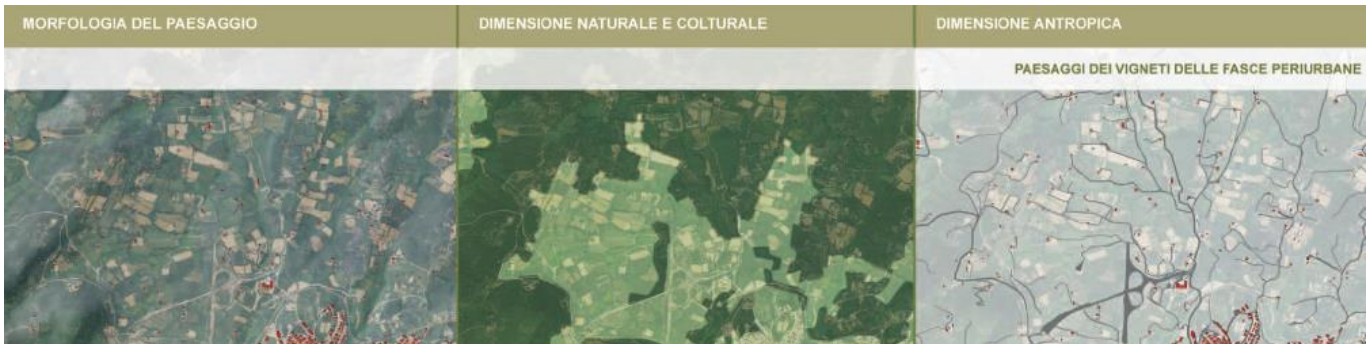 MORFOLOGIA DEL PAESAGGIO
DIMENSIONE NATURALE E COLTURALE
DIMENSIONE ANTROPICA
PAESAGGI DEI VIGNETI DELLE FASCE PERIURBANE